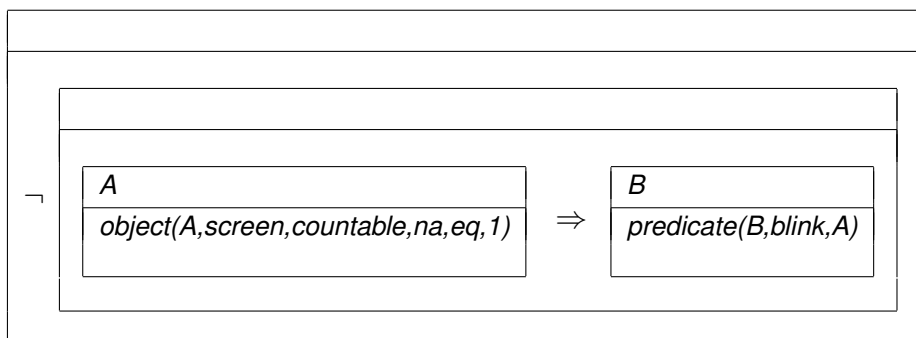 A B
¬ ⇒
object(A,screen,countable,na,eq,1) predicate(B,blink,A)